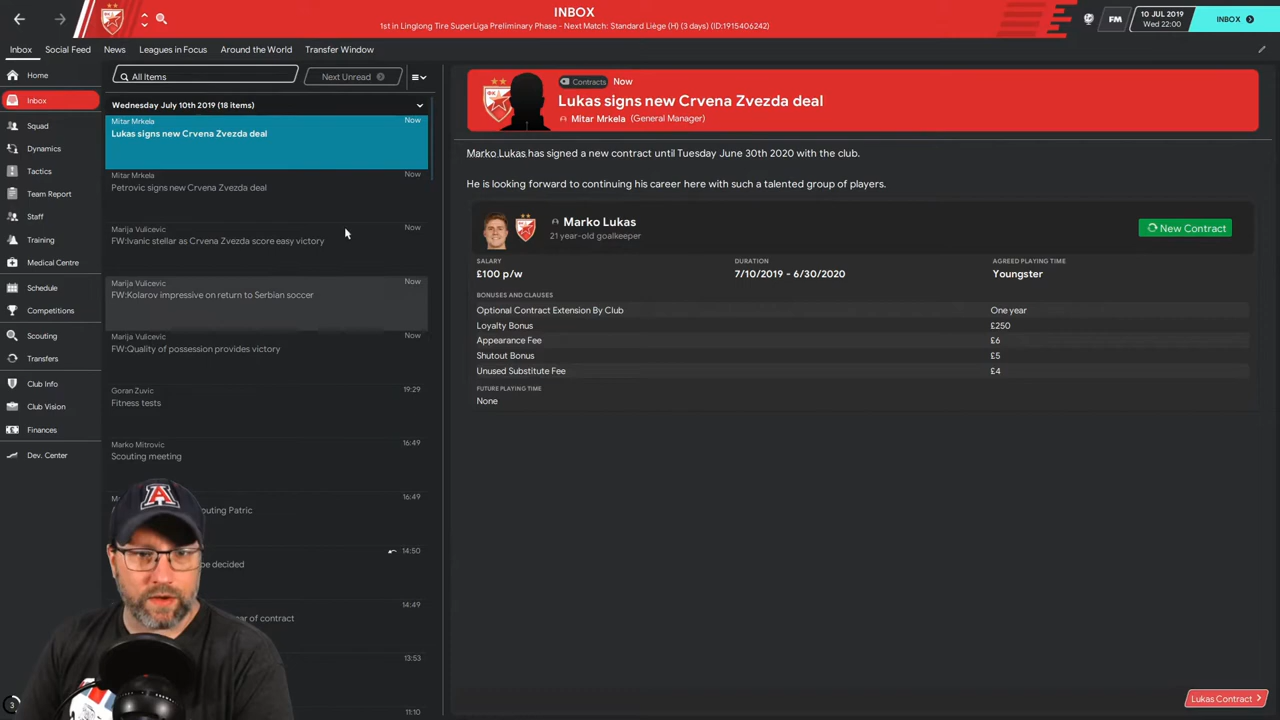 INBOX
1st in Linglong Tire SuperLiga Preliminary Phase - Next Match: Standard Liège (H) (3 days) (ID:1915406242)
FM
10 JUL 2019
Wed 22:00
INBOX
Inbox
Social Feed
News
Leagues in Focus
Around the World
Transfer Window
Home
Inbox
Squad
Dynamics
Tactics
Team Report
Staff
Training
Medical Centre
Schedule
Competitions
Scouting
Transfers
Club Info
Club Vision
Finances
Dev. Center
All Items
Next Unread
Wednesday July 10th 2019 (18 items)
Mitar Mrkela
Now
Lukas signs new Crvena Zvezda deal
Mitar Mrkela
Now
Petrovic signs new Crvena Zvezda deal
Marija Vulicevic
Now
FW:Ivanic stellar as Crvena Zvezda score easy victory
Marija Vulicevic
Now
FW:Kolarov impressive on return to Serbian soccer
Marija Vulicevic
Now
FW:Quality of possession provides victory
Goran Zuvic
19:29
Fitness tests
Marko Mitrovic
16:49
Scouting meeting
16:49
outing Patric
14:50
be decided
14:49
ar of contract
13:53
11:10
Contracts
Now
Lukas signs new Crvena Zvezda deal
Mitar Mrkela (General Manager)
Marko Lukas has signed a new contract until Tuesday June 30th 2020 with the club.
He is looking forward to continuing his career here with such a talented group of players.
Marko Lukas
21 year-old goalkeeper
New Contract
SALARY
DURATION
AGREED PLAYING TIME
£100 p/w
7/10/2019 - 6/30/2020
Youngster
BONUSES AND CLAUSES
Optional Contract Extension By Club
One year
Loyalty Bonus
£250
Appearance Fee
£6
Shutout Bonus
£5
Unused Substitute Fee
£4
FUTURE PLAYING TIME
None
Lukas Contract
3
A